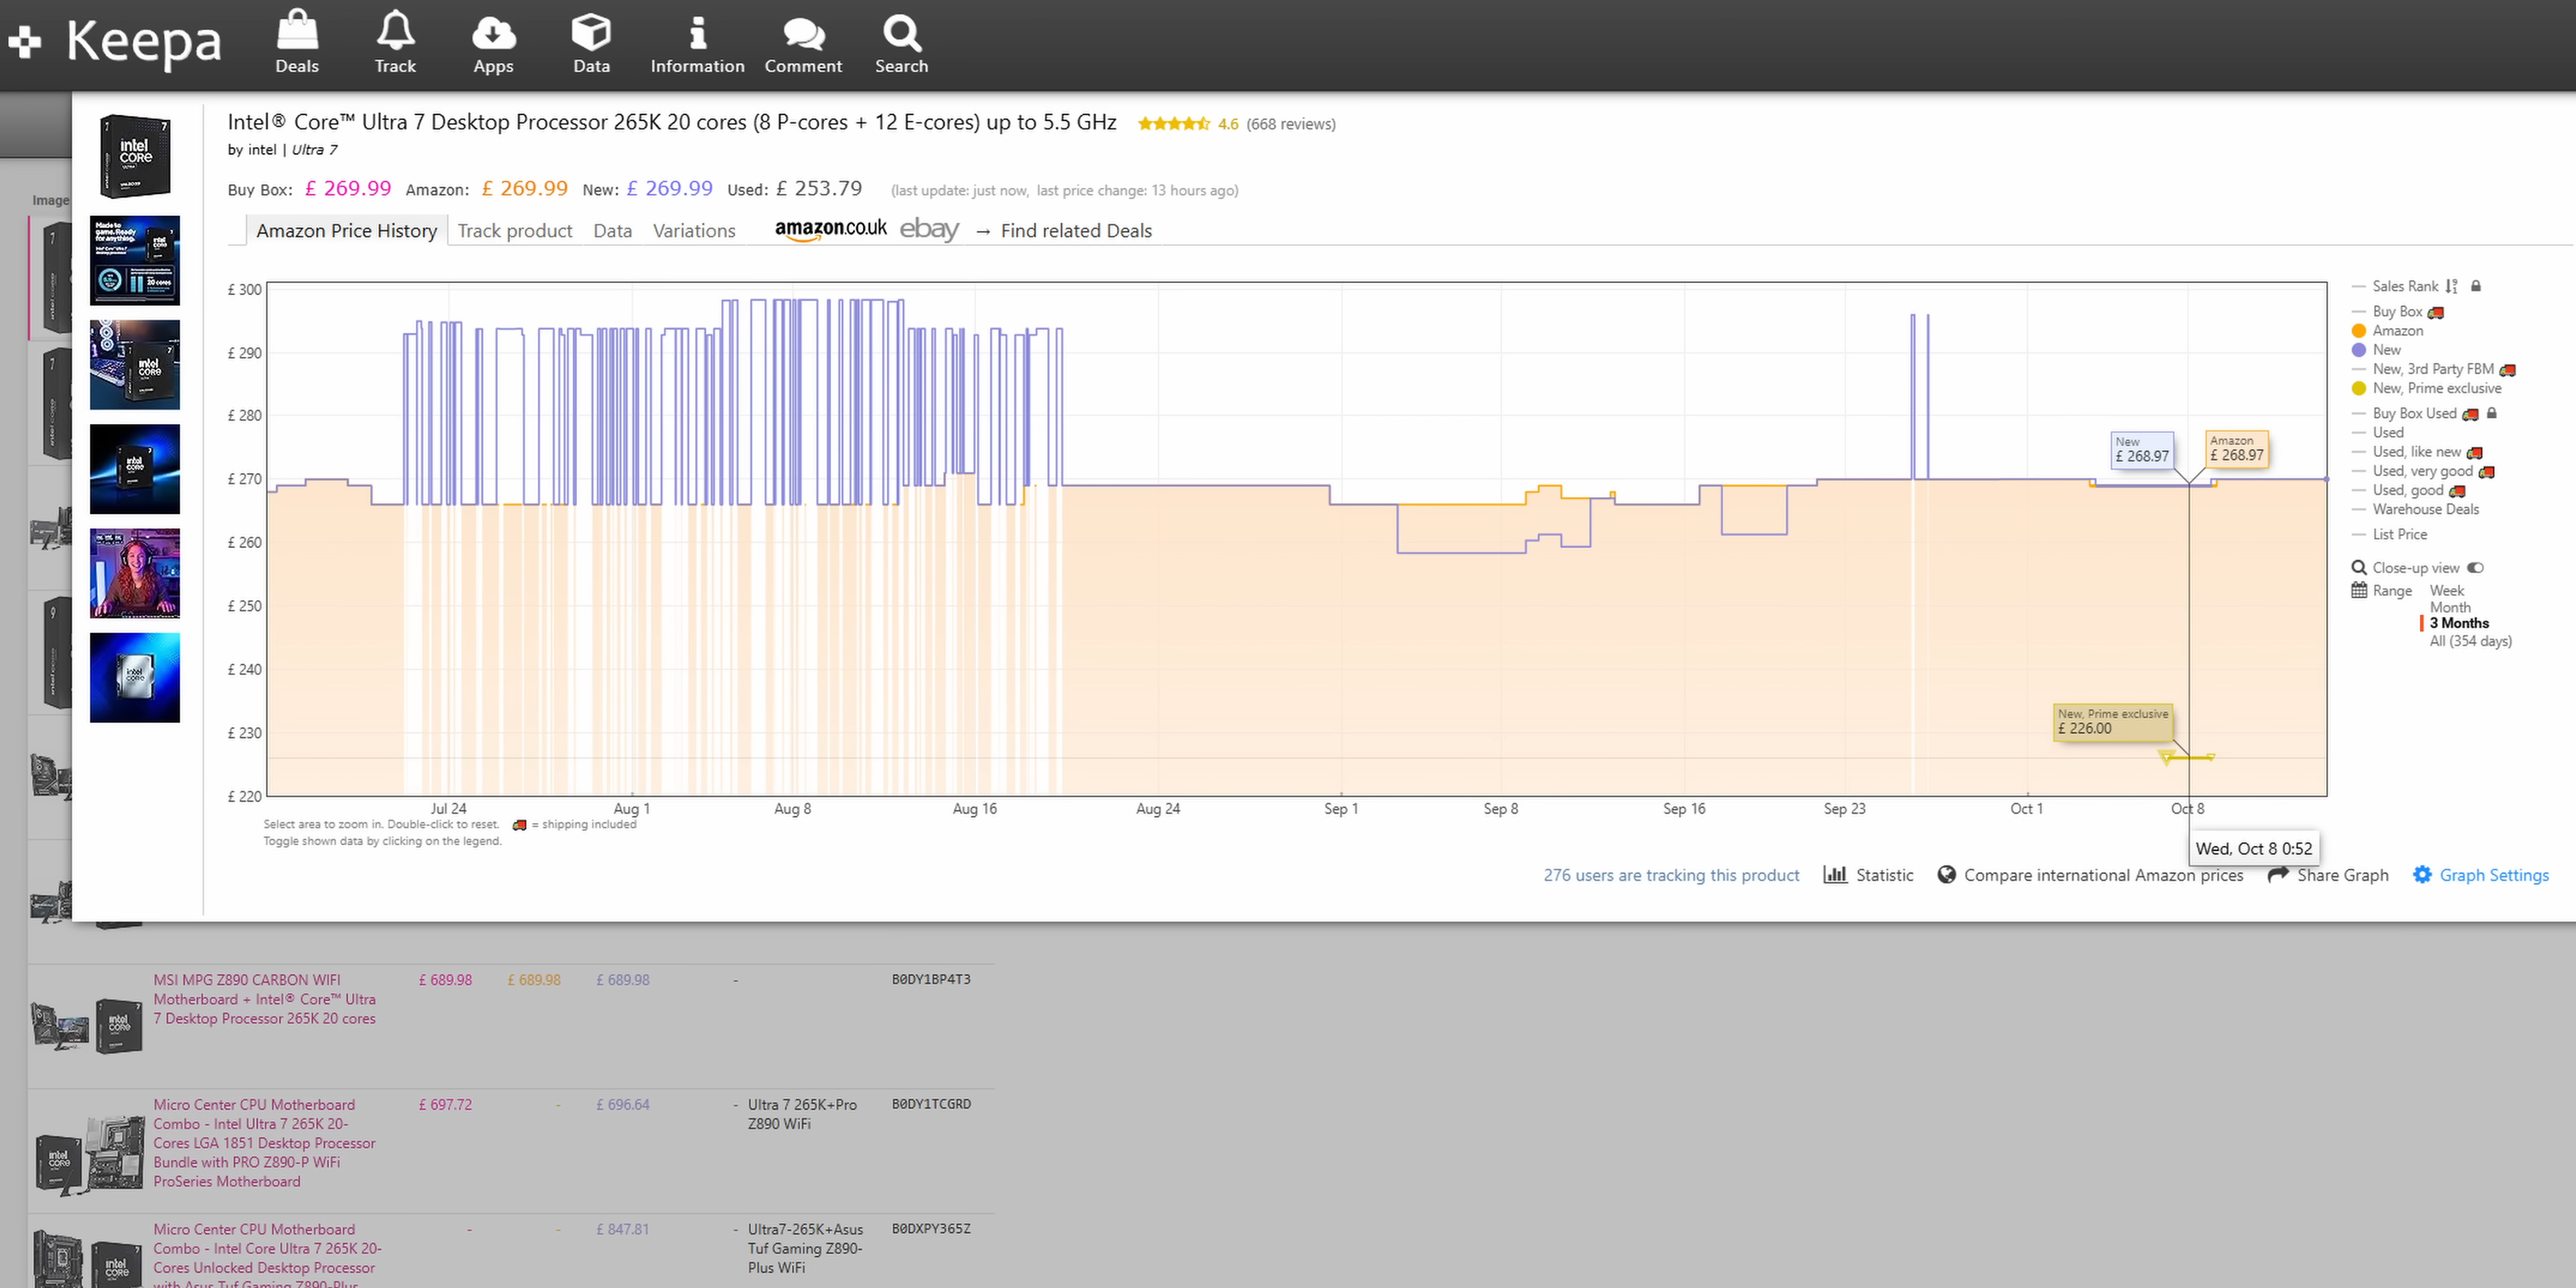 Keepa
Deals
Track
Apps
Data
Information
Comment
Search
Image
Intel® Core™ Ultra 7 Desktop Processor 265K 20 cores (8 P-cores + 12 E-cores) up to 5.5 GHz
4.6 (668 reviews)
by intel | Ultra 7
Buy Box: £ 269.99 Amazon: £ 269.99 New: £ 269.99 Used: £ 253.79 (last update: just now, last price change: 13 hours ago)
Amazon Price History
Track product
Data
Variations
amazon.co.uk
ebay
→ Find related Deals
£ 300
£ 290
£ 280
£ 270
£ 260
£ 250
£ 240
£ 230
£ 220
New
£ 268.97
Amazon
£ 268.97
New, Prime exclusive
£ 226.00
Jul 24
Aug 1
Aug 8
Aug 16
Aug 24
Sep 1
Sep 8
Sep 16
Sep 23
Oct 1
Oct 8
Wed, Oct 8 0:52
Select area to zoom in. Double-click to reset. = shipping included
Toggle shown data by clicking on the legend.
Sales Rank
Buy Box
Amazon
New
New, 3rd Party FBM
New, Prime exclusive
Buy Box Used
Used
Used, like new
Used, very good
Used, good
Warehouse Deals
List Price
Close-up view
Range
Week
Month
3 Months
All (354 days)
276 users are tracking this product
Statistic
Compare international Amazon prices
Share Graph
Graph Settings
intel
CORE
MSI MPG Z890 CARBON WIFI
Motherboard + Intel® Core™ Ultra
7 Desktop Processor 265K 20 cores
£ 689.98
£ 689.98
£ 689.98
-
B0DY1BP4T3
Micro Center CPU Motherboard
Combo - Intel Ultra 7 265K 20-
Cores LGA 1851 Desktop Processor
Bundle with PRO Z890-P WiFi
ProSeries Motherboard
£ 697.72
-
£ 696.64
-
Ultra 7 265K+Pro
Z890 WiFi
B0DY1TCGRD
Micro Center CPU Motherboard
Combo - Intel Core Ultra 7 265K 20-
Cores Unlocked Desktop Processor
with Asus Tuf Gaming Z890-Plus
-
-
£ 847.81
-
Ultra7-265K+Asus
Tuf Gaming Z890-
Plus WiFi
B0DXPY365Z